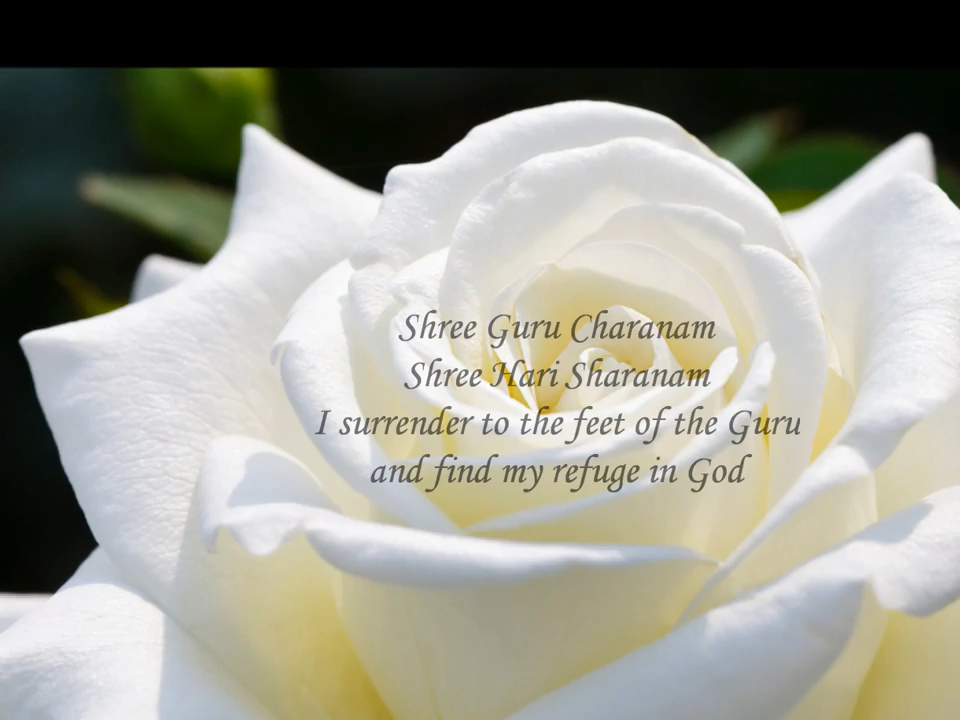 Shree Guru Charanam
Shree Hari Sharanam
I surrender to the feet of the Guru
and find my refuge in God